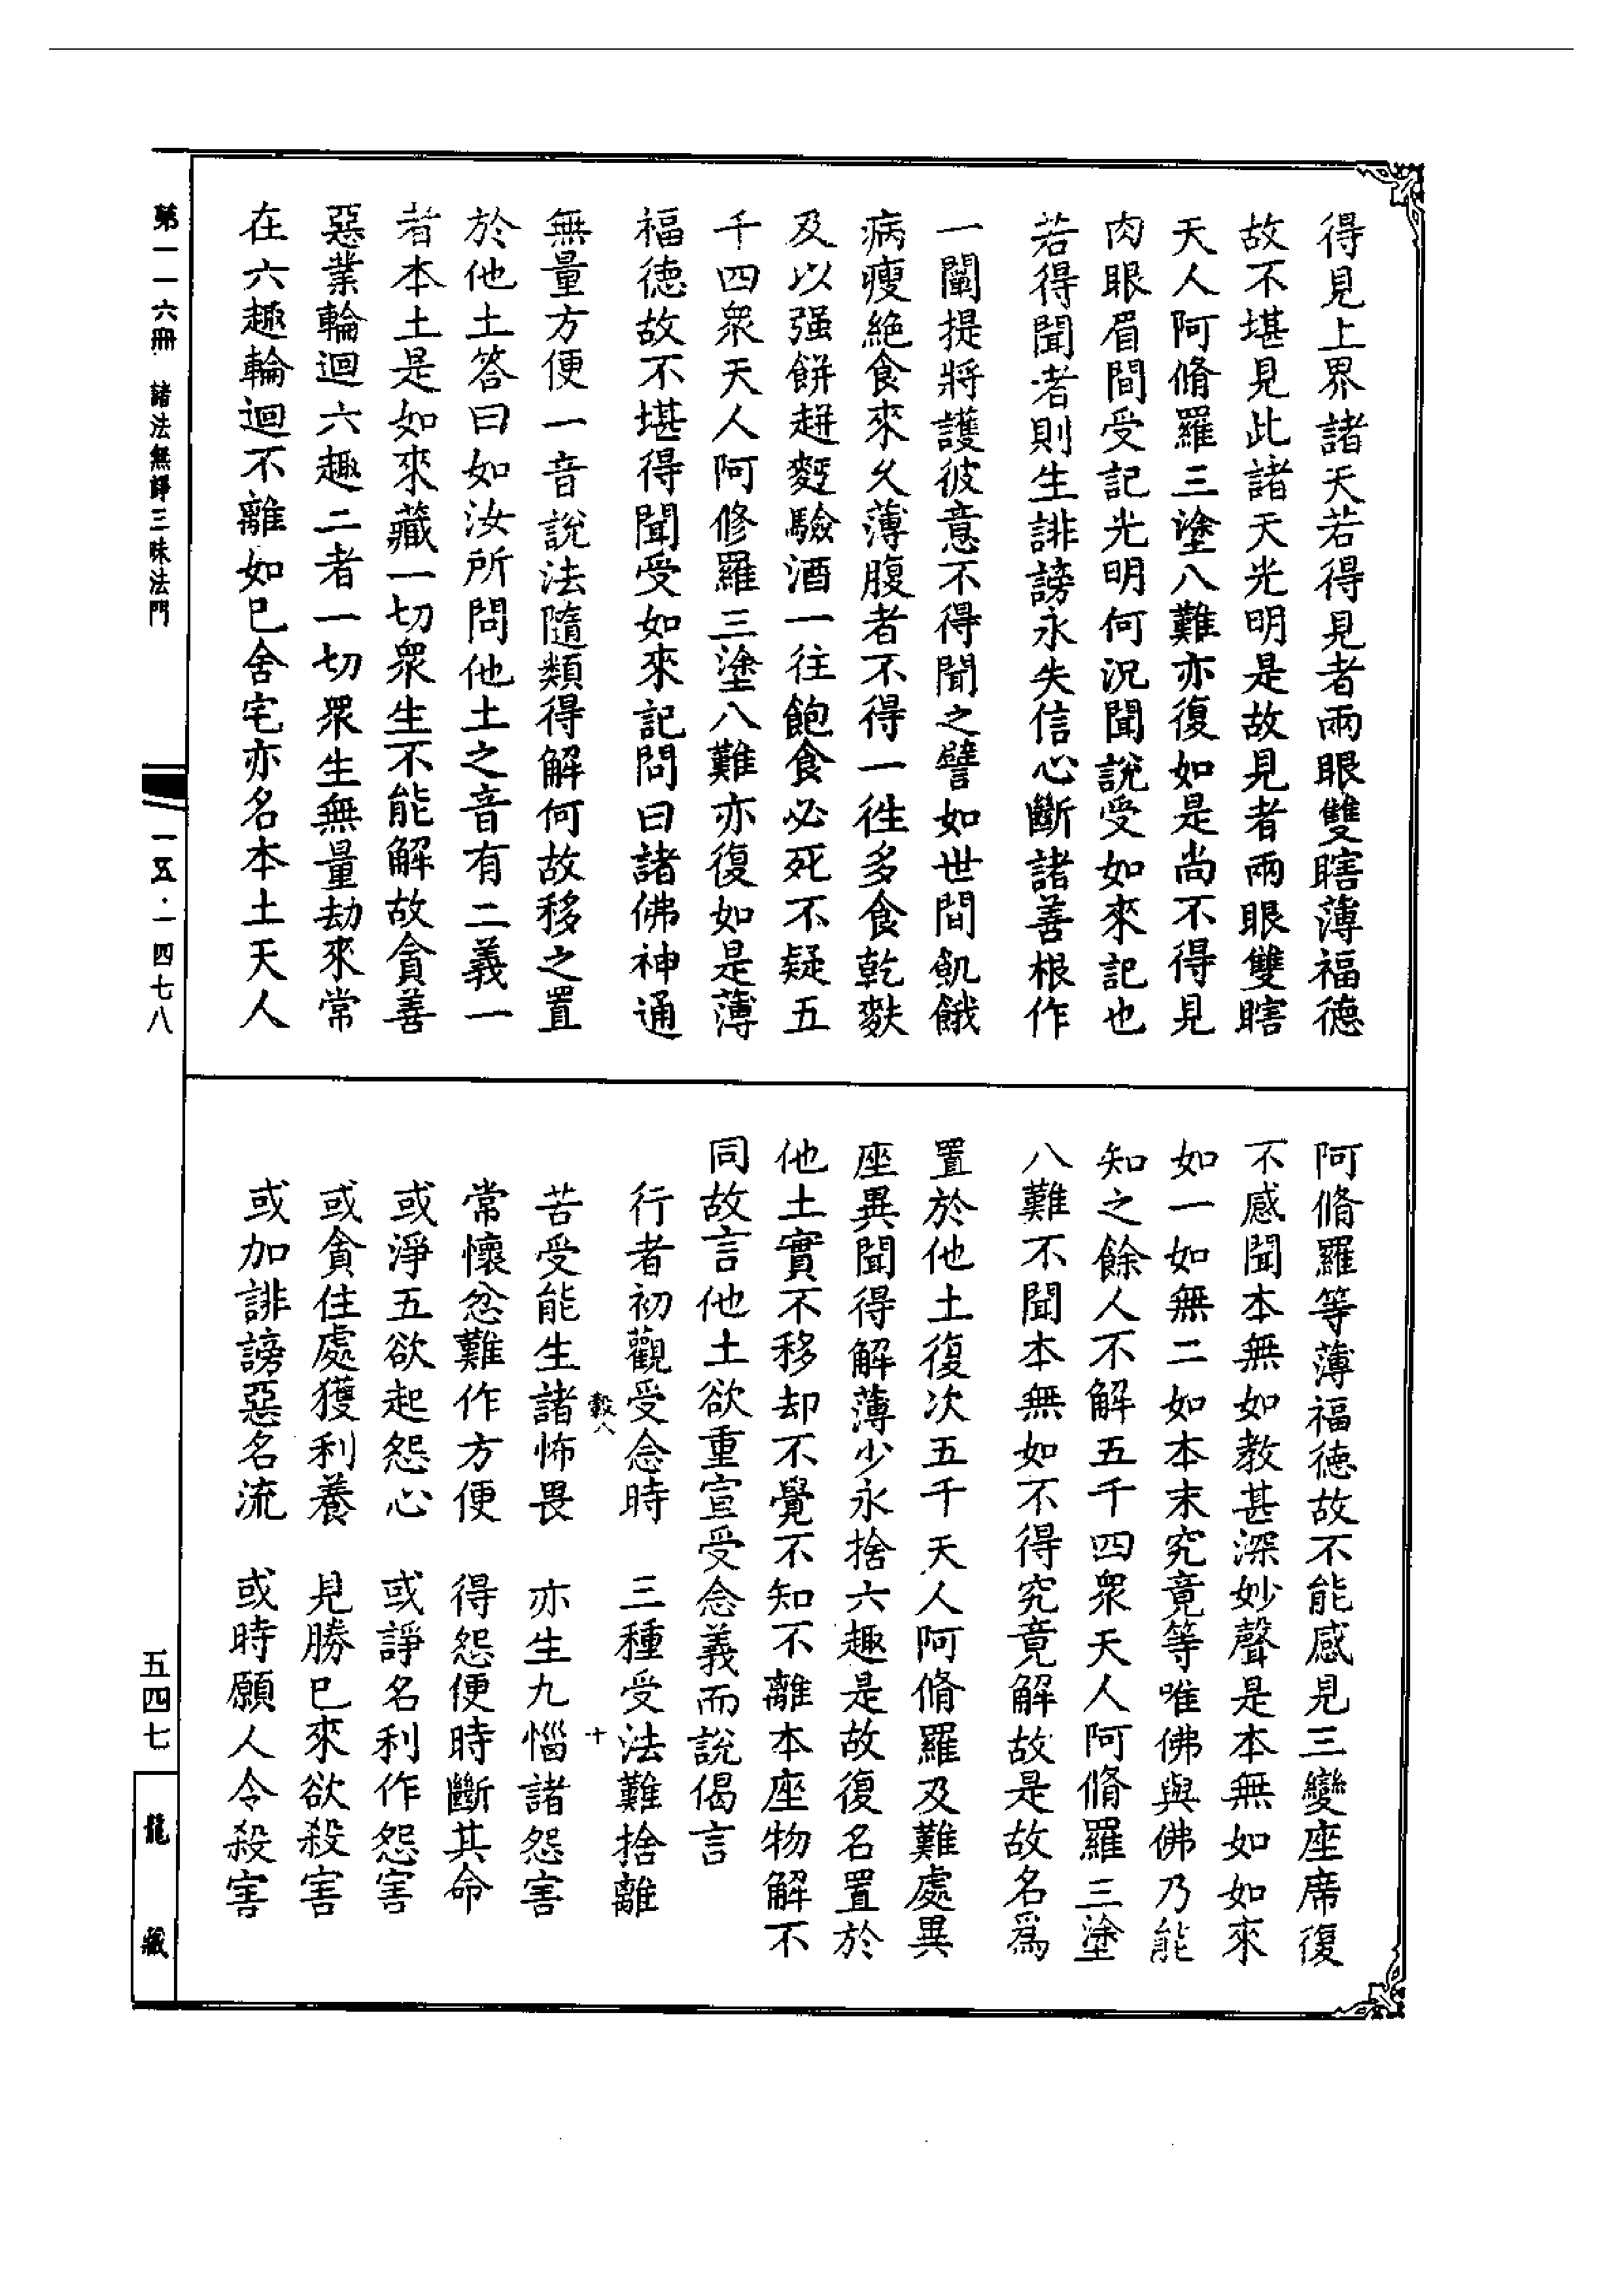 得見上界諸天若得見者兩眼雙瞎薄福德
故不堪見此諸天光明是故見者兩眼雙瞎
天人阿脩羅三塗八難亦復如是尚不得見
肉眼眉間受記光明何況聞說受如來記也
若得聞者則生誹謗永失信心斷諸善根作
一闡提將護彼意不得聞之譬如世間飢餓
病瘦絕食來久薄腹者不得一往多食乾麨
及以强餅趂麫驗酒一往飽食必死不疑五
千四衆天人阿修羅三塗八難亦復如是薄
福德故不堪得聞受如來記問曰諸佛神通
無量方便一音說法隨類得解何故移之置
於他土答曰如汝所問他土之音有二義一
者本土是如來藏一切衆生不能解故貪善
惡業輪迴六趣二者一切衆生無量劫來常
在六趣輪迴不離如已舍宅亦名本土天人
阿脩羅等薄福德故不能感見三變座席復
不感聞本無如教甚深妙聲是本無如如來
如一如無二如本末究竟等唯佛與佛乃能
知之餘人不解五千四衆天人阿脩羅三塗
八難不聞本無如不得究竟解故是故名爲
置於他土復次五千天人阿脩羅及難處異
座異聞得解薄少永捨六趣是故復名置於
他土實不移却不覺不知不離本座物解不
同故言他土欲重宣受念義而說偈言
行者初觀受念時　三種受法難捨離
穀八　十
苦受能生諸怖畏　亦生九惱諸怨害
常懷忿難作方便　得怨便時斷其命
或淨五欲起怨心　或諍名利作怨害
或貪住處獲利養　見勝已來欲殺害
或加誹謗惡名流　或時願人令殺害
第一一六冊　諸法無諍三昧法門
一五·一四七八
五四七
龍藏